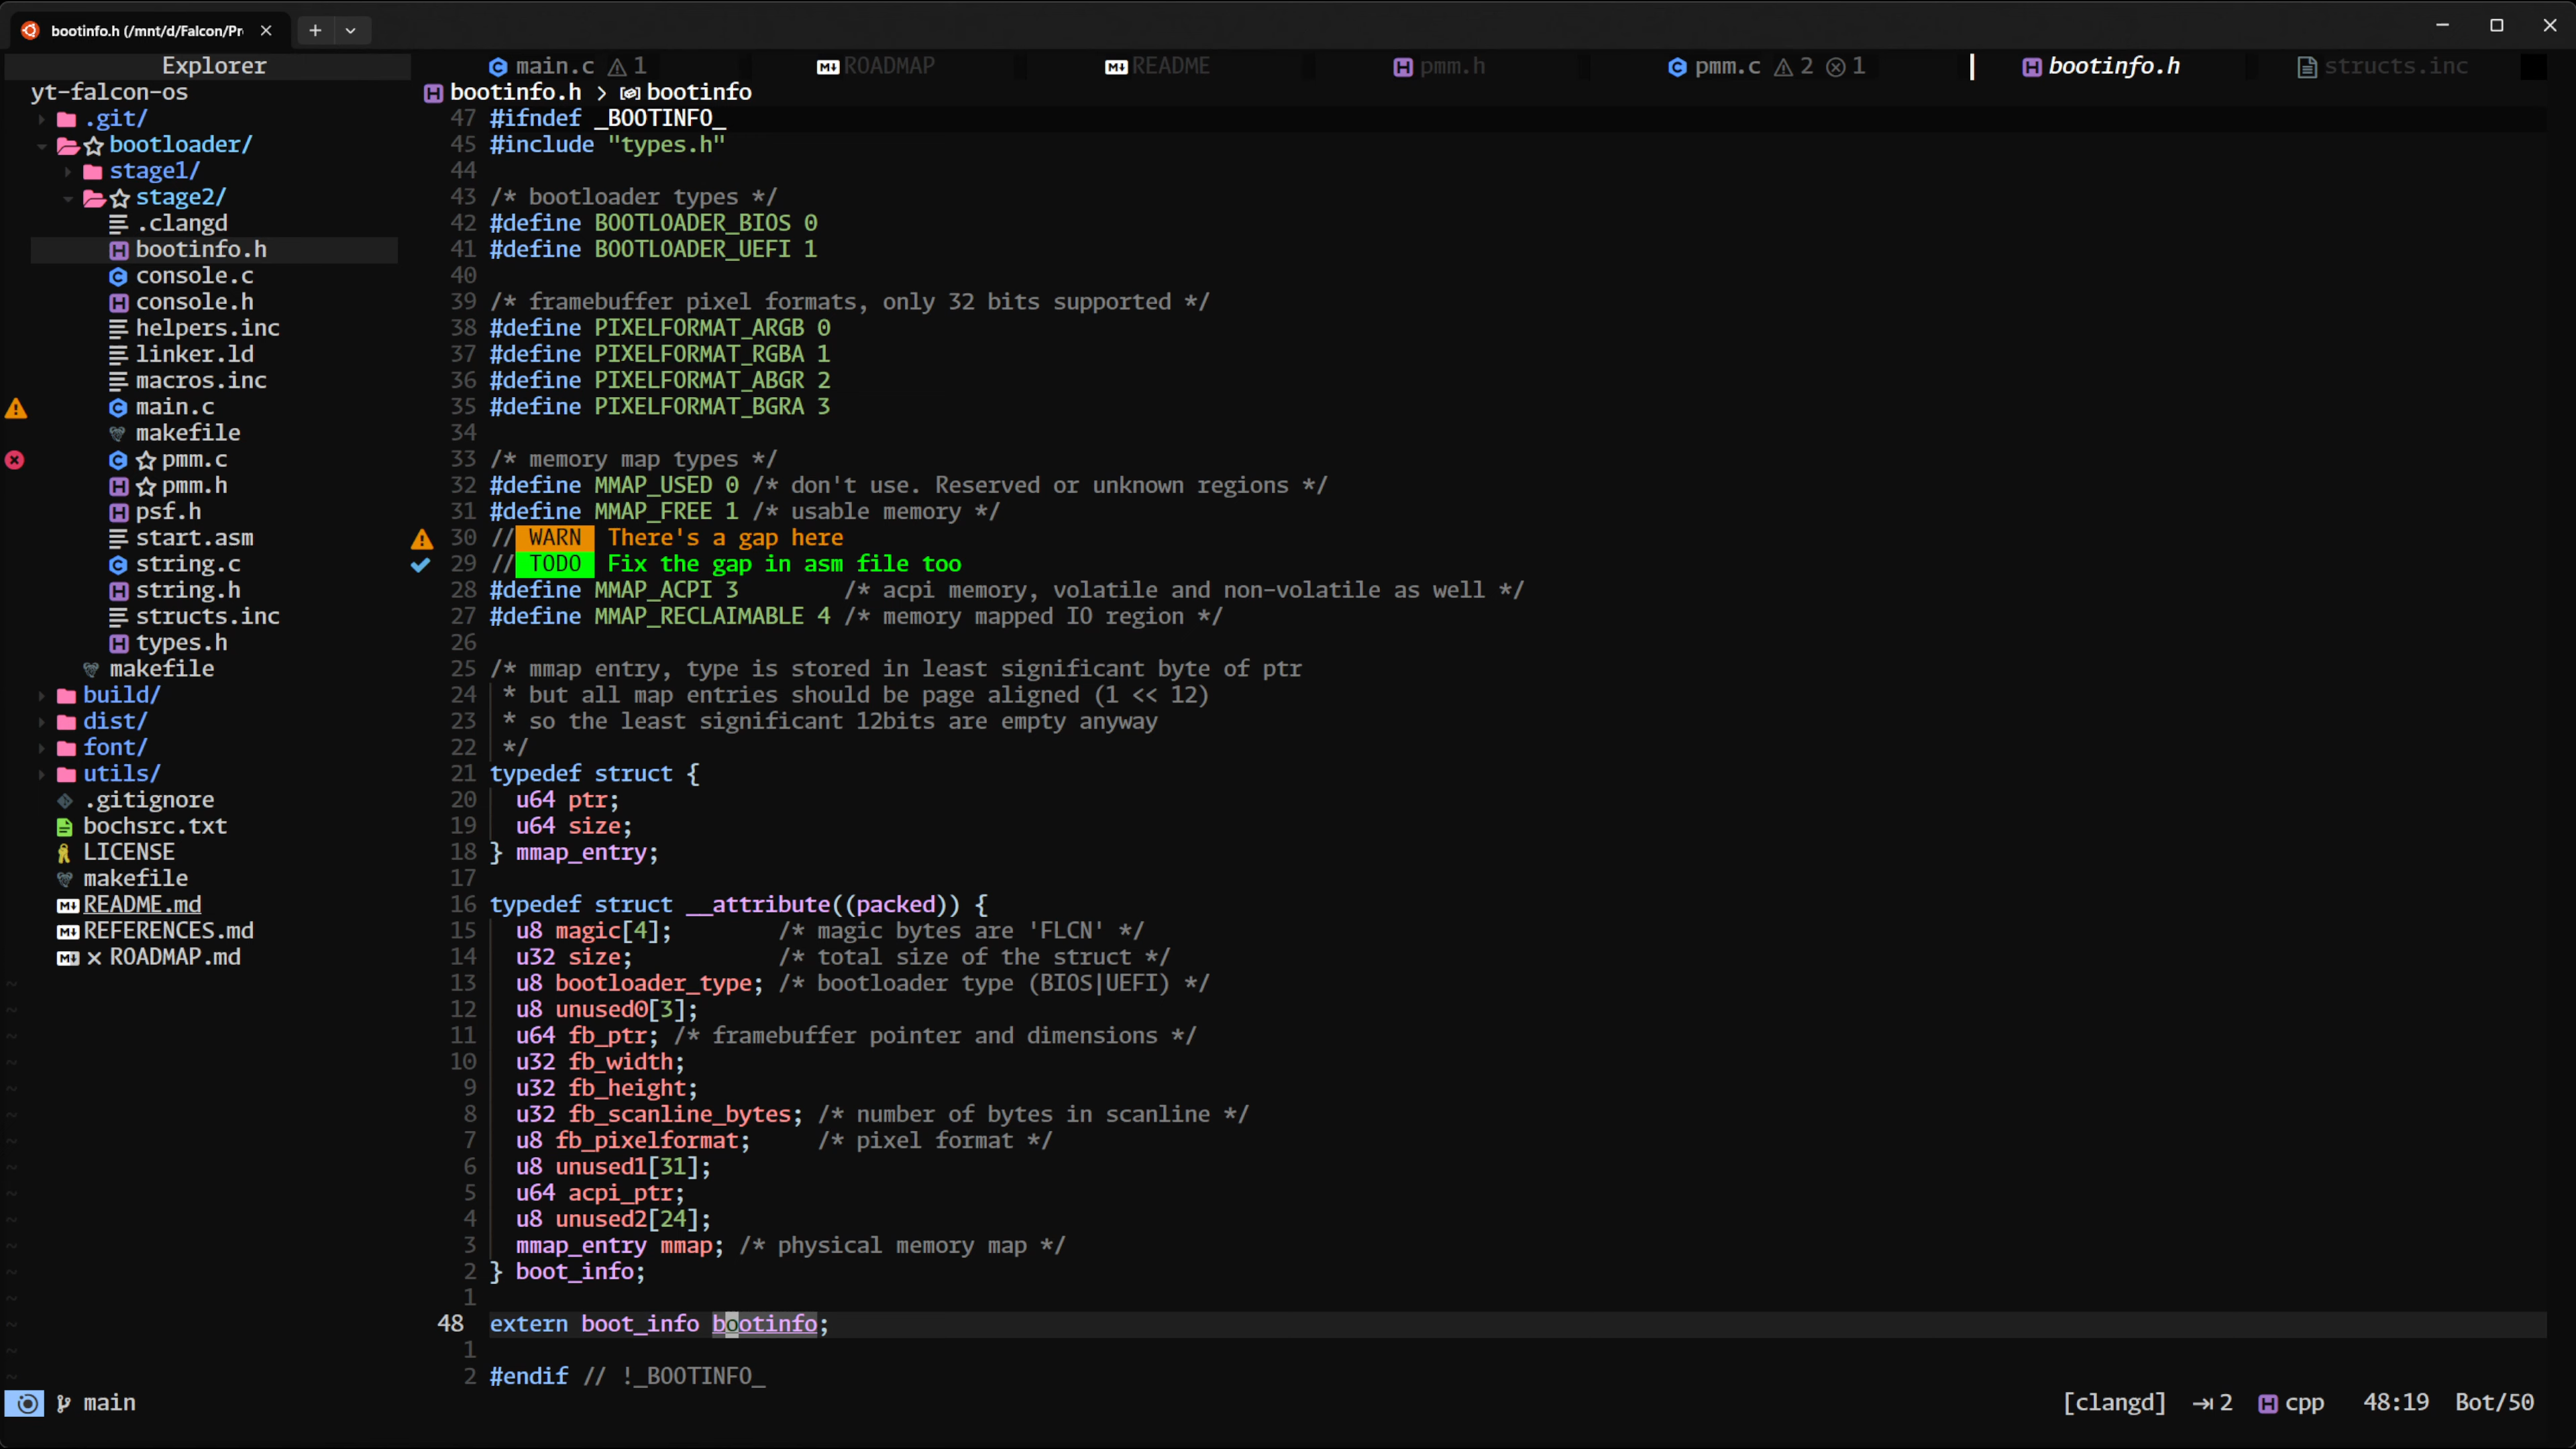 bootinfo.h (/mnt/d/Falcon/Pr
Explorer
main.c 1 ROADMAP README pmm.h pmm.c 2 1 bootinfo.h structs.inc
yt-falcon-os
.git/
bootloader/
stage1/
stage2/
.clangd
bootinfo.h
console.c
console.h
helpers.inc
linker.ld
macros.inc
main.c
makefile
pmm.c
pmm.h
psf.h
start.asm
string.c
string.h
structs.inc
types.h
makefile
build/
dist/
font/
utils/
.gitignore
bochsrc.txt
LICENSE
makefile
README.md
REFERENCES.md
ROADMAP.md
bootinfo.h > bootinfo
47 #ifndef _BOOTINFO_
45 #include "types.h"
44
43 /* bootloader types */
42 #define BOOTLOADER_BIOS 0
41 #define BOOTLOADER_UEFI 1
40
39 /* framebuffer pixel formats, only 32 bits supported */
38 #define PIXELFORMAT_ARGB 0
37 #define PIXELFORMAT_RGBA 1
36 #define PIXELFORMAT_ABGR 2
35 #define PIXELFORMAT_BGRA 3
34
33 /* memory map types */
32 #define MMAP_USED 0 /* don't use. Reserved or unknown regions */
31 #define MMAP_FREE 1 /* usable memory */
30 // WARN There's a gap here
29 // TODO Fix the gap in asm file too
28 #define MMAP_ACPI 3 /* acpi memory, volatile and non-volatile as well */
27 #define MMAP_RECLAIMABLE 4 /* memory mapped IO region */
26
25 /* mmap entry, type is stored in least significant byte of ptr
24 * but all map entries should be page aligned (1 << 12)
23 * so the least significant 12bits are empty anyway
22 */
21 typedef struct {
20 u64 ptr;
19 u64 size;
18 } mmap_entry;
17
16 typedef struct __attribute((packed)) {
15 u8 magic[4]; /* magic bytes are 'FLCN' */
14 u32 size; /* total size of the struct */
13 u8 bootloader_type; /* bootloader type (BIOS|UEFI) */
12 u8 unused0[3];
11 u64 fb_ptr; /* framebuffer pointer and dimensions */
10 u32 fb_width;
9 u32 fb_height;
8 u32 fb_scanline_bytes; /* number of bytes in scanline */
7 u8 fb_pixelformat; /* pixel format */
6 u8 unused1[31];
5 u64 acpi_ptr;
4 u8 unused2[24];
3 mmap_entry mmap; /* physical memory map */
2 } boot_info;
1
48 extern boot_info bootinfo;
1
2 #endif // !_BOOTINFO_
main [clangd] 2 cpp 48:19 Bot/50